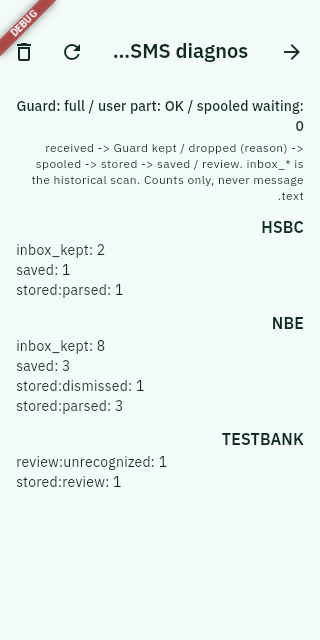 DEBUG
SMS diagnos...
Guard: full / user part: OK / spooled waiting:
0
received -> Guard kept / dropped (reason) ->
spooled -> stored -> saved / review. inbox_* is
the historical scan. Counts only, never message
.text
HSBC
inbox_kept: 2
saved: 1
stored:parsed: 1
NBE
inbox_kept: 8
saved: 3
stored:dismissed: 1
stored:parsed: 3
TESTBANK
review:unrecognized: 1
stored:review: 1